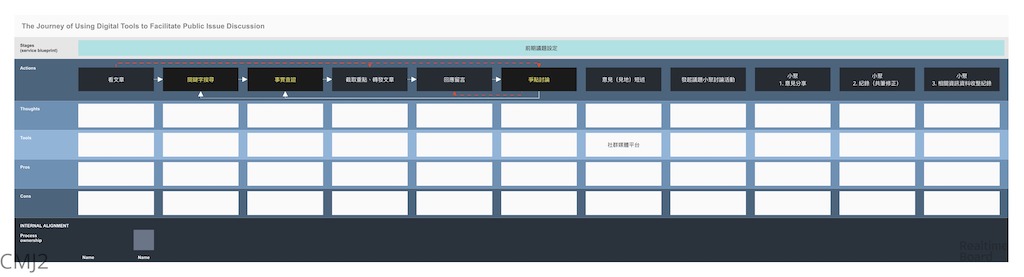 The Journey of Using Digital Tools to Facilitate Public Issue Discussion
Stages
(service blueprint)
前期議題設定
Actions
看文章
關鍵字搜尋
事實查證
截取重點、轉發文章
回應留言
爭點討論
意見（見地）短述
發起議題小聚討論活動
小聚
1. 意見分享
小聚
2. 紀錄（共筆修正）
小聚
3. 相關資訊資料收整紀錄
Thoughts
Tools
社群媒體平台
Pros
Cons
INTERNAL ALIGNMENT
Process
ownership
Name
Name
Realtime
Board
CMJ2